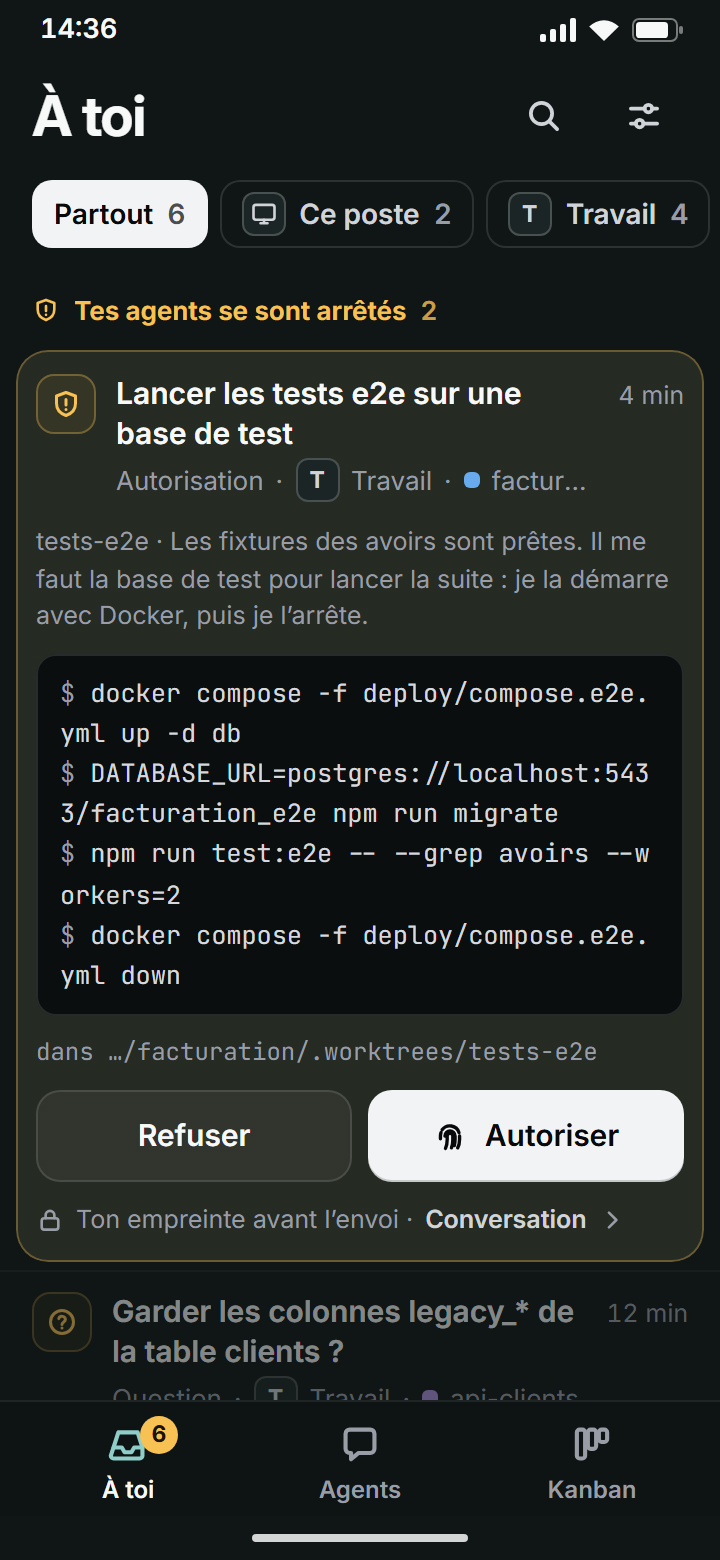 14:36
À toi
Partout 6
Ce poste 2
T Travail 4
Tes agents se sont arrêtés 2
Lancer les tests e2e sur une
base de test
4 min
Autorisation · T Travail · factur…
tests-e2e · Les fixtures des avoirs sont prêtes. Il me
faut la base de test pour lancer la suite : je la démarre
avec Docker, puis je l’arrête.
$ docker compose -f deploy/compose.e2e.
yml up -d db
$ DATABASE_URL=postgres://localhost:543
3/facturation_e2e npm run migrate
$ npm run test:e2e -- --grep avoirs --w
orkers=2
$ docker compose -f deploy/compose.e2e.
yml down
dans …/facturation/.worktrees/tests-e2e
Refuser
Autoriser
Ton empreinte avant l’envoi · Conversation
Garder les colonnes legacy_* de
la table clients ?
12 min
Question · T Travail · api-clients
6
À toi
Agents
Kanban